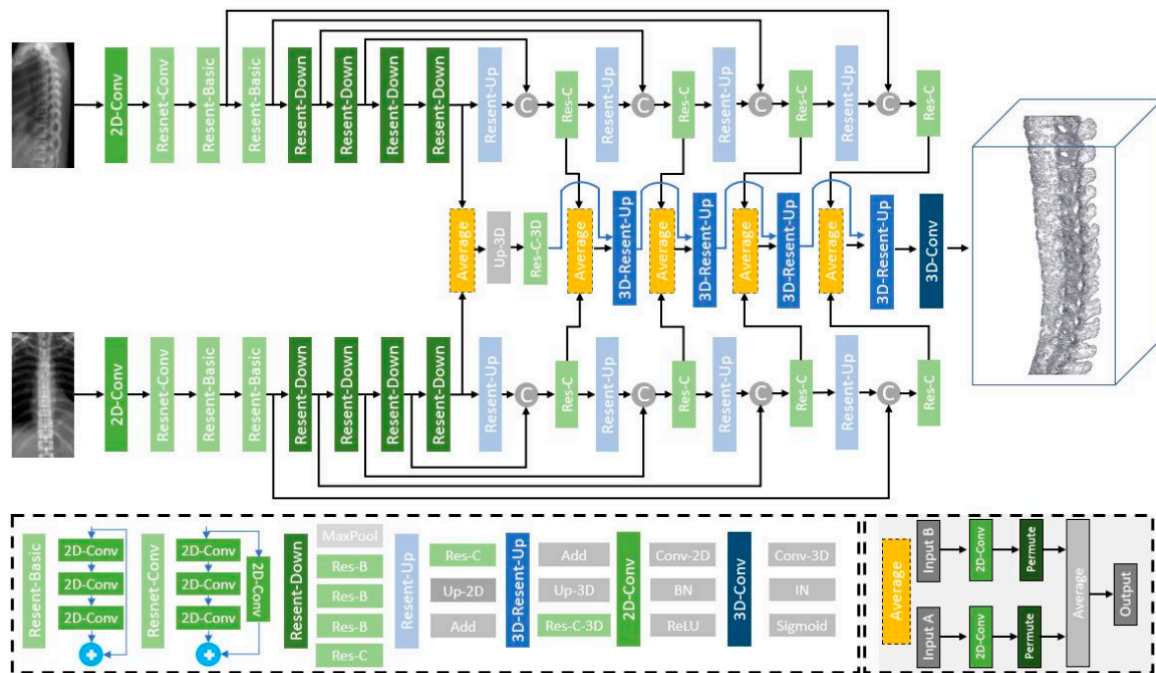 2D-Conv
Resnet-Conv
Resent-Basic
Resent-Basic
Resent-Down
Resent-Down
Resent-Down
Resent-Down
Resent-Up
C
Res-C
Resent-Up
C
Res-C
Resent-Up
C
Res-C
Resent-Up
C
Res-C
Average
Up-3D
Res-C-3D
Average
3D-Resent-Up
Average
3D-Resent-Up
Average
3D-Resent-Up
Average
3D-Resent-Up
3D-Conv
2D-Conv
Resnet-Conv
Resent-Basic
Resent-Basic
Resent-Down
Resent-Down
Resent-Down
Resent-Down
Resent-Up
C
Res-C
Resent-Up
C
Res-C
Resent-Up
C
Res-C
Resent-Up
C
Res-C
Resent-Basic
2D-Conv
2D-Conv
2D-Conv
Resnet-Conv
2D-Conv
2D-Conv
2D-Conv
2D-Conv
Resent-Down
MaxPool
Res-B
Res-B
Res-B
Res-C
Resent-Up
Res-C
Up-2D
Add
3D-Resent-Up
Add
Up-3D
Res-C-3D
2D-Conv
Conv-2D
BN
ReLU
3D-Conv
Conv-3D
IN
Sigmoid
Average
Input B
2D-Conv
Permute
Input A
2D-Conv
Permute
Average
Output